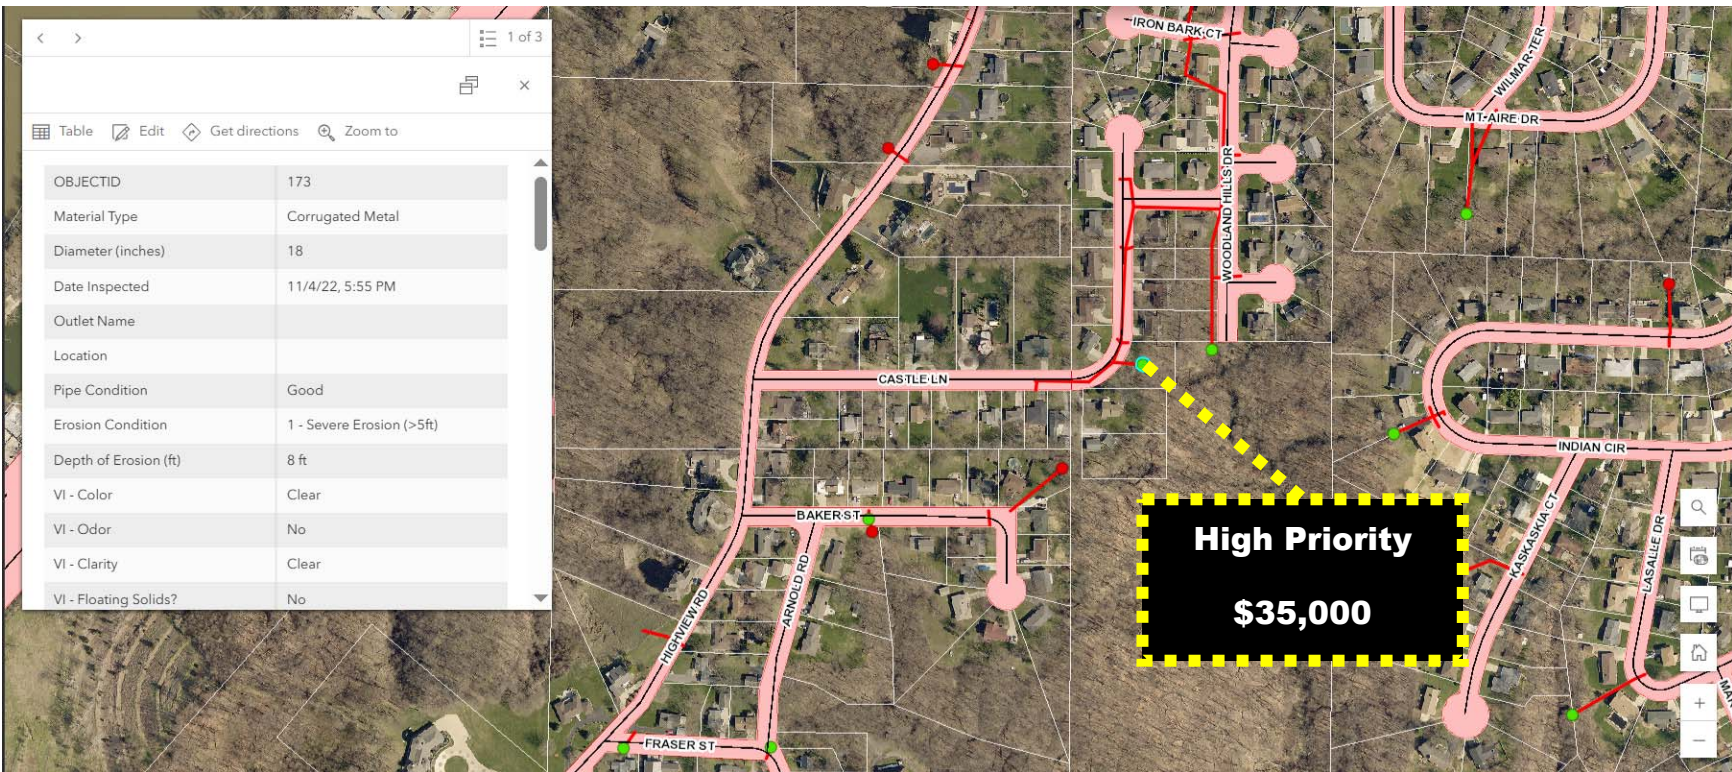 1 of 3
Table Edit Get directions Zoom to
OBJECTID 173
Material Type Corrugated Metal
Diameter (inches) 18
Date Inspected 11/4/22, 5:55 PM
Outlet Name
Location
Pipe Condition Good
Erosion Condition 1 - Severe Erosion (>5ft)
Depth of Erosion (ft) 8 ft
VI - Color Clear
VI - Odor No
VI - Clarity Clear
VI - Floating Solids? No
IRON BARK CT
WILMAR TER
MT AIRE DR
WOODLAND HILLS DR
CASTLE LN
INDIAN CIR
BAKER ST
KASKASKIA CT
LASALLE DR
ARNOLD RD
HIGHVIEW RD
FRASER ST
High Priority
$35,000